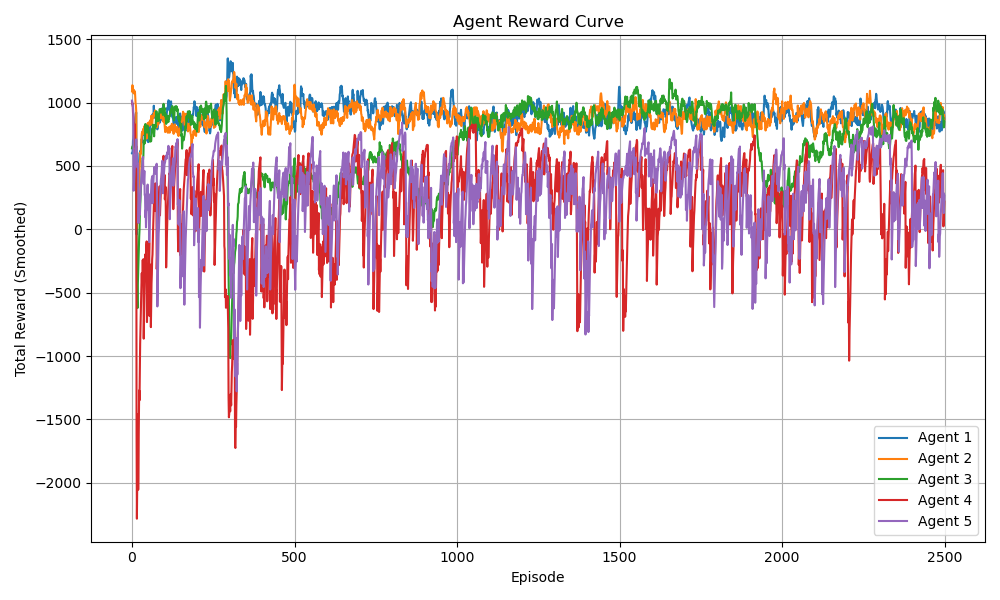 Agent Reward Curve
1500
1000
500
0
−500
−1000
−1500
−2000
Total Reward (Smoothed)
0 500 1000 1500 2000 2500
Episode
Agent 1
Agent 2
Agent 3
Agent 4
Agent 5